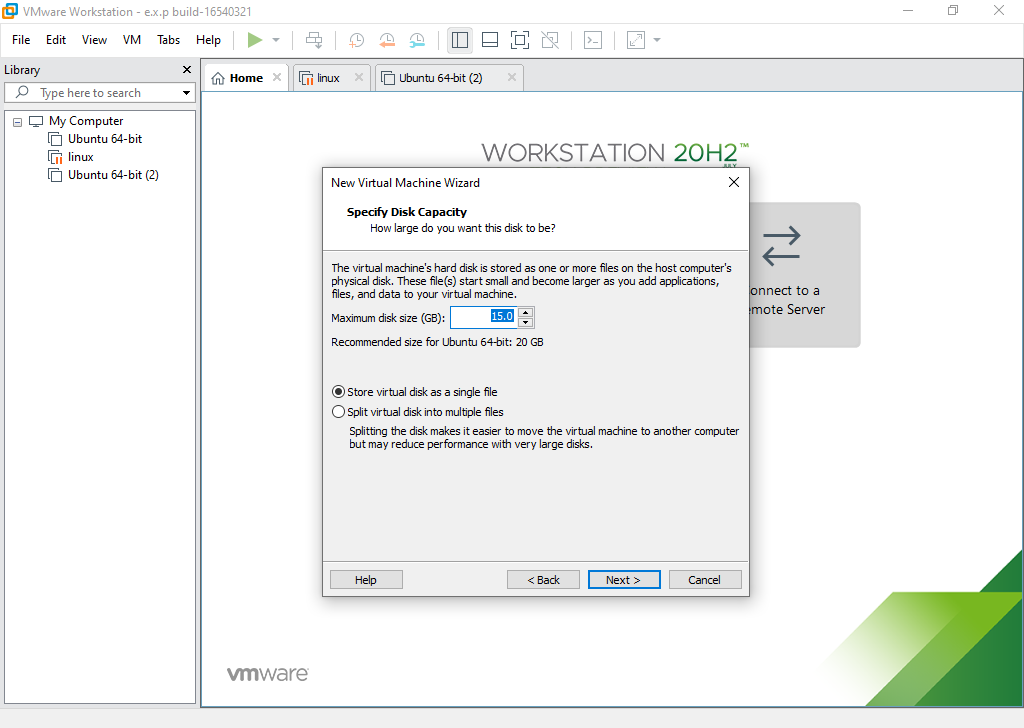 VMware Workstation - e.x.p build-16540321
File Edit View VM Tabs Help
Library
Type here to search
My Computer
Ubuntu 64-bit
linux
Ubuntu 64-bit (2)
Home
linux
Ubuntu 64-bit (2)
WORKSTATION 20H2™
New Virtual Machine Wizard
Specify Disk Capacity
How large do you want this disk to be?
The virtual machine's hard disk is stored as one or more files on the host computer's
physical disk. These file(s) start small and become larger as you add applications,
files, and data to your virtual machine.
Maximum disk size (GB): 15.0
Recommended size for Ubuntu 64-bit: 20 GB
Store virtual disk as a single file
Split virtual disk into multiple files
Splitting the disk makes it easier to move the virtual machine to another computer
but may reduce performance with very large disks.
Help
< Back
Next >
Cancel
onnect to a
emote Server
vmware